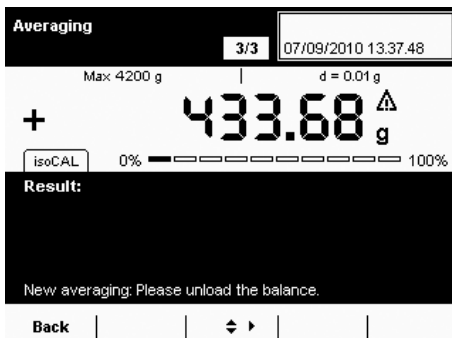 Averaging
3/3 07/09/2010 13.37.48
Max 4200 g d = 0.01 g
+ 433.68 g
isoCAL 0% 100%
Result:
New averaging: Please unload the balance.
Back